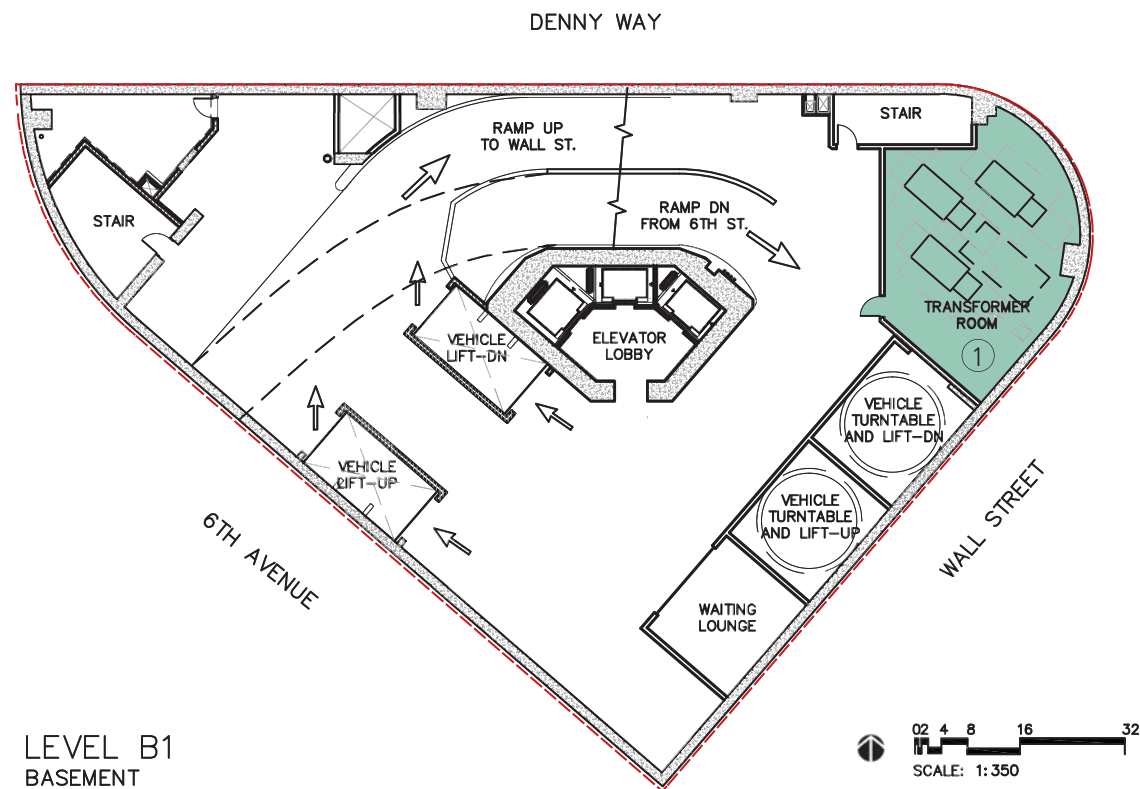 DENNY WAY
STAIR
RAMP UP
TO WALL ST.
RAMP DN
FROM 6TH ST.
STAIR
TRANSFORMER
ROOM
1
VEHICLE
LIFT-DN
ELEVATOR
LOBBY
VEHICLE
TURNTABLE
AND LIFT-DN
VEHICLE
LIFT-UP
VEHICLE
TURNTABLE
AND LIFT-UP
WAITING
LOUNGE
6TH AVENUE
WALL STREET
LEVEL B1
BASEMENT
02 4 8 16 32
SCALE: 1:350